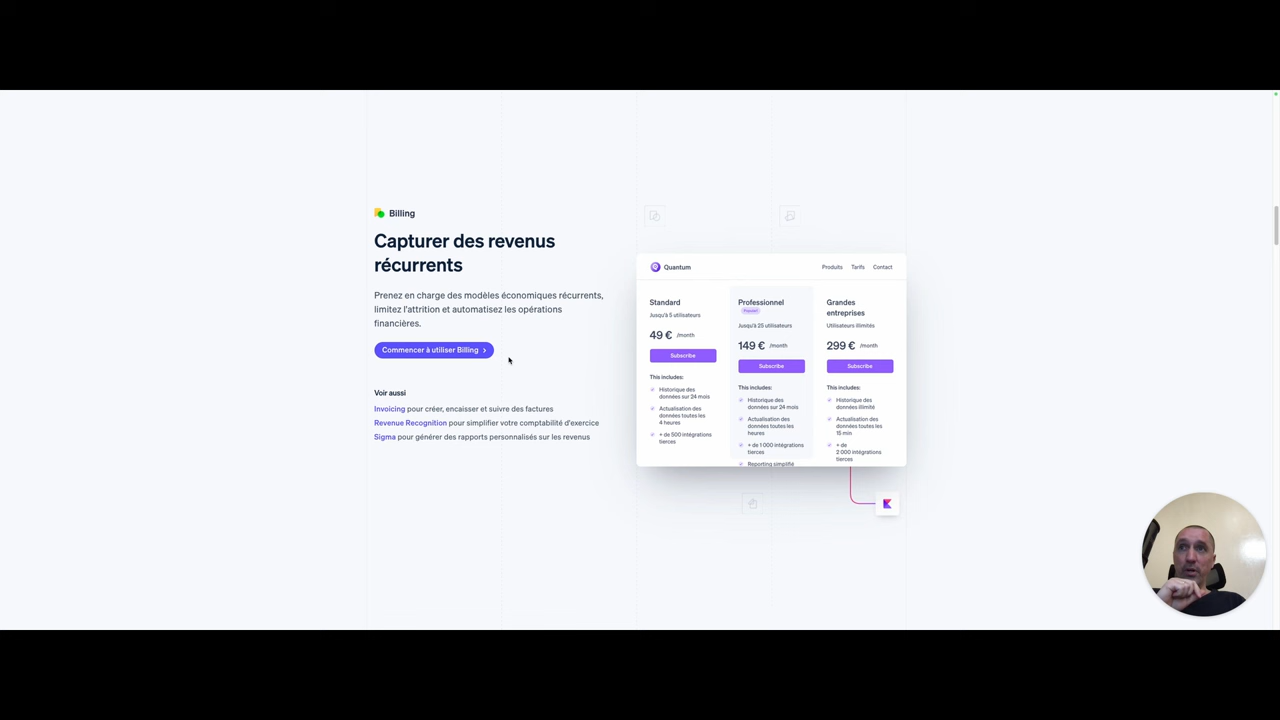 Billing
Capturer des revenus
récurrents
Prenez en charge des modèles économiques récurrents,
limitez l'attrition et automatisez les opérations
financières.
Commencer à utiliser Billing
Voir aussi
Invoicing pour créer, encaisser et suivre des factures
Revenue Recognition pour simplifier votre comptabilité d'exercice
Sigma pour générer des rapports personnalisés sur les revenus
Quantum
Produits Tarifs Contact
Standard
Jusqu'à 5 utilisateurs
49 € /month
Subscribe
This includes:
Historique des
données sur 24 mois
Actualisation des
données toutes les
4 heures
+ de 500 intégrations
tierces
Professionnel
Populaire
Jusqu'à 25 utilisateurs
149 € /month
Subscribe
This includes:
Historique des
données sur 24 mois
Actualisation des
données toutes les
heures
+ de 1 000 intégrations
tierces
Reporting simplifié
Grandes
entreprises
Utilisateurs illimités
299 € /month
Subscribe
This includes:
Historique des
données illimité
Actualisation des
données toutes les
15 min
+ de
2 000 intégrations
tierces